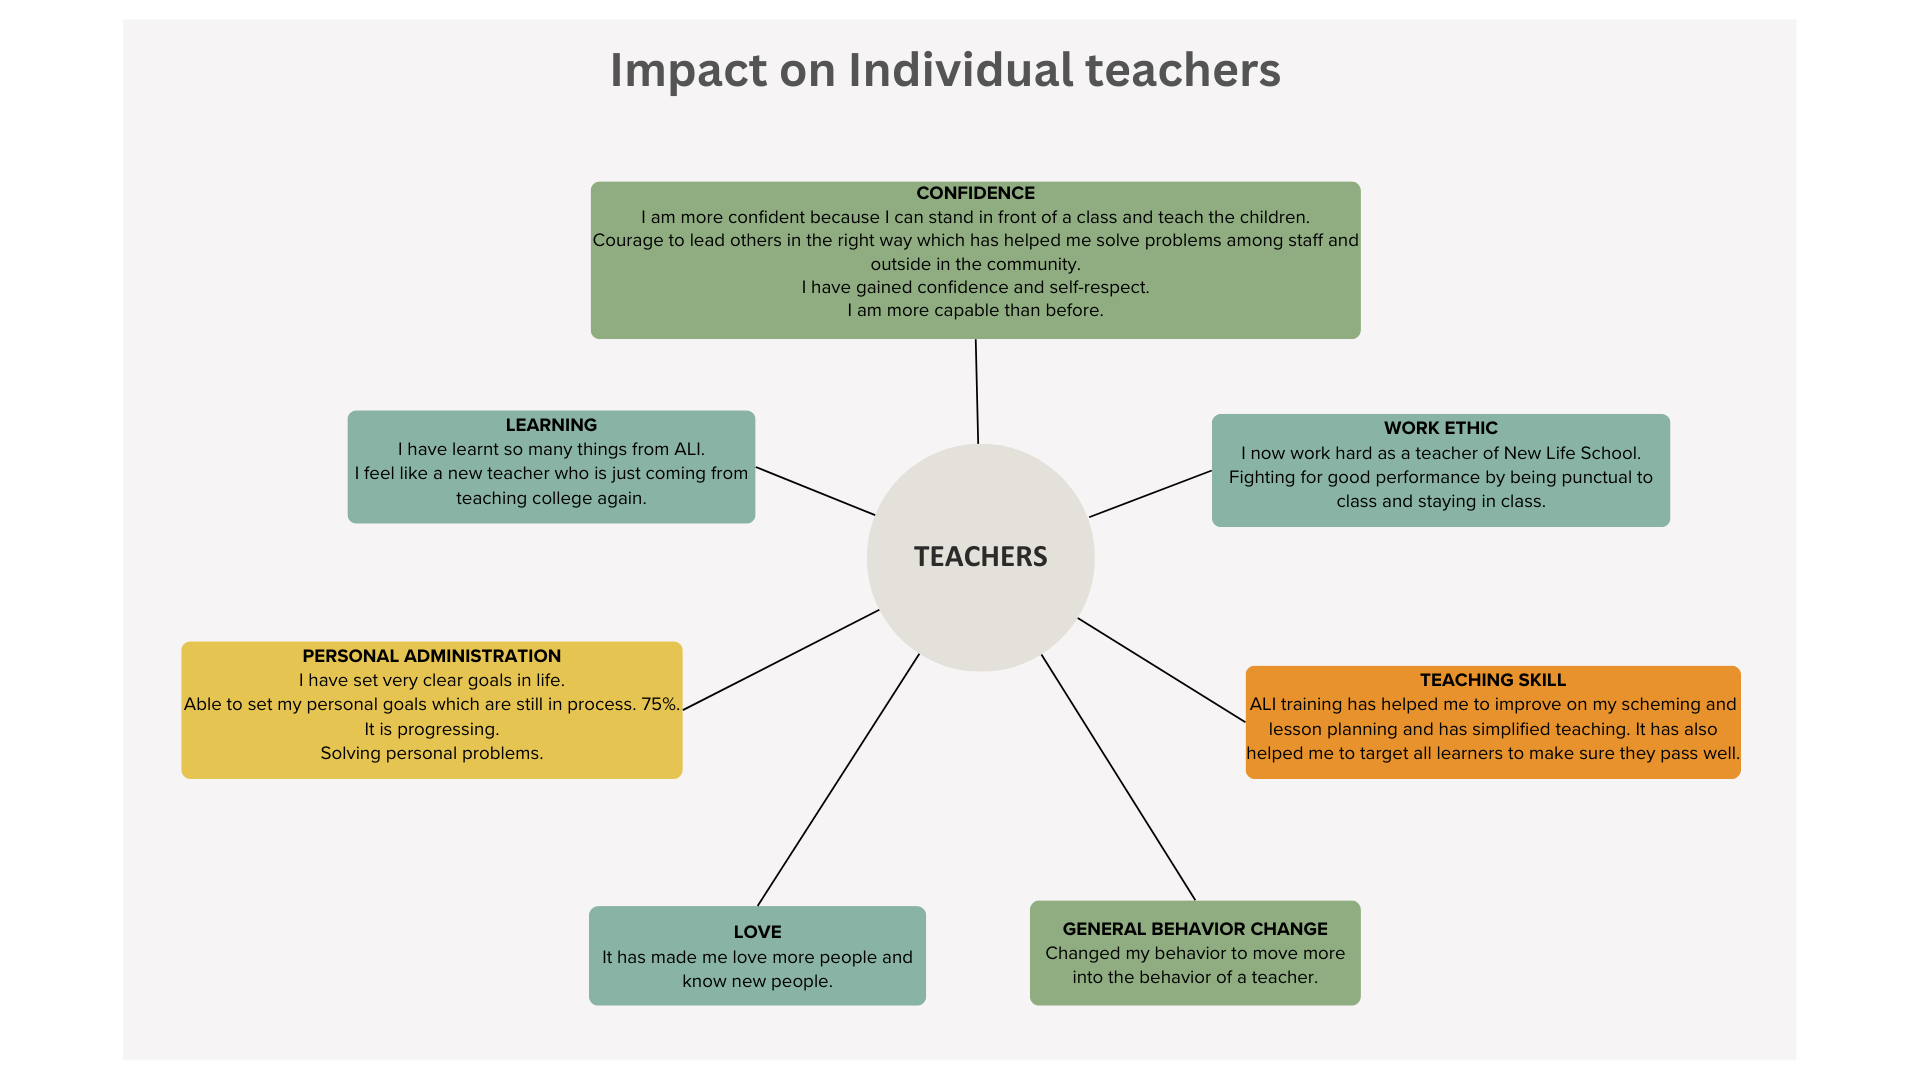 Impact on Individual teachers
CONFIDENCE
I am more confident because I can stand in front of a class and teach the children.
Courage to lead others in the right way which has helped me solve problems among staff and
outside in the community.
I have gained confidence and self-respect.
I am more capable than before.
LEARNING
I have learnt so many things from ALI.
I feel like a new teacher who is just coming from
teaching college again.
WORK ETHIC
I now work hard as a teacher of New Life School.
Fighting for good performance by being punctual to
class and staying in class.
TEACHERS
PERSONAL ADMINISTRATION
I have set very clear goals in life.
Able to set my personal goals which are still in process. 75%.
It is progressing.
Solving personal problems.
TEACHING SKILL
ALI training has helped me to improve on my scheming and
lesson planning and has simplified teaching. It has also
helped me to target all learners to make sure they pass well.
LOVE
It has made me love more people and
know new people.
GENERAL BEHAVIOR CHANGE
Changed my behavior to move more
into the behavior of a teacher.